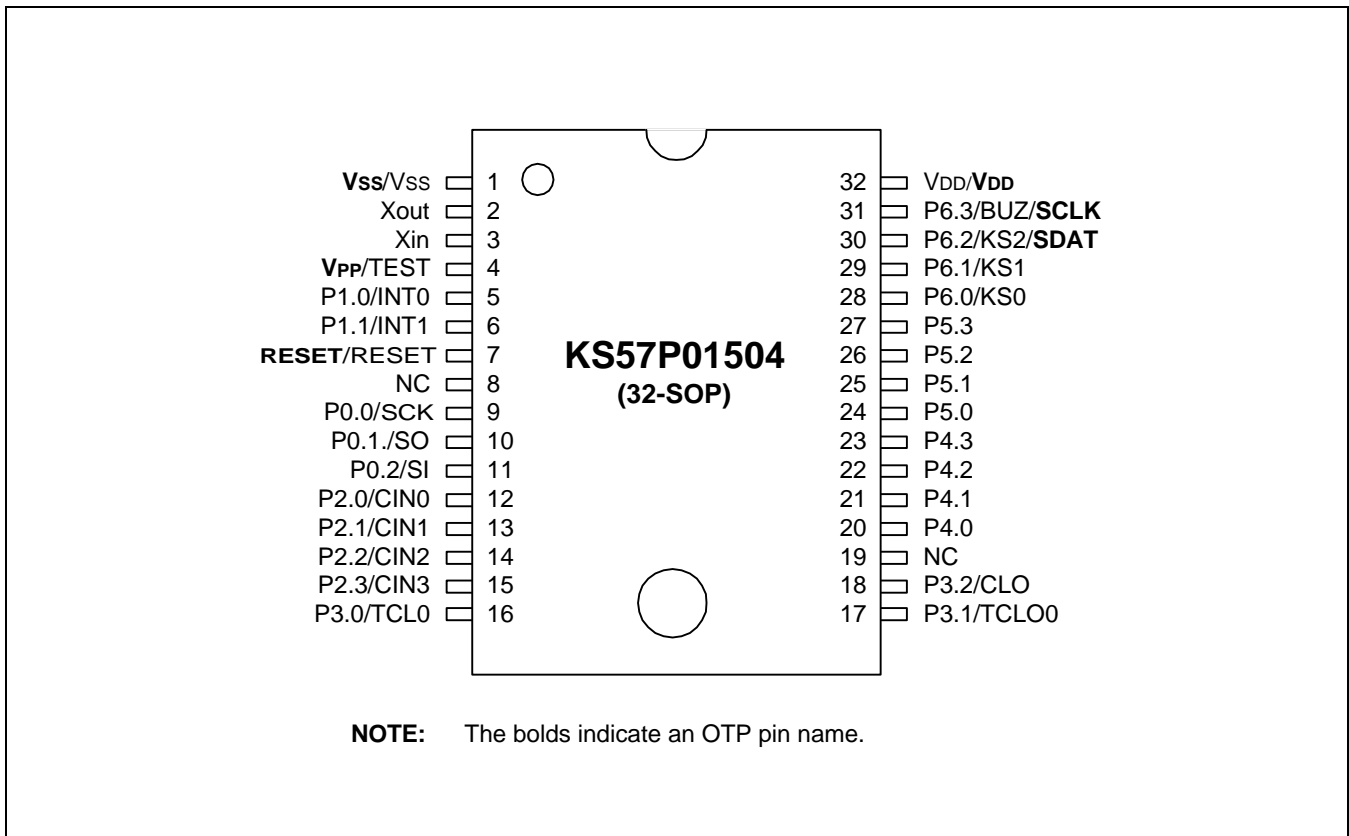 VSS/VSS 1
Xout 2
Xin 3
VPP/TEST 4
P1.0/INT0 5
P1.1/INT1 6
RESET/RESET 7
NC 8
P0.0/SCK 9
P0.1./SO 10
P0.2/SI 11
P2.0/CIN0 12
P2.1/CIN1 13
P2.2/CIN2 14
P2.3/CIN3 15
P3.0/TCL0 16
KS57P01504
(32-SOP)
32 VDD/VDD
31 P6.3/BUZ/SCLK
30 P6.2/KS2/SDAT
29 P6.1/KS1
28 P6.0/KS0
27 P5.3
26 P5.2
25 P5.1
24 P5.0
23 P4.3
22 P4.2
21 P4.1
20 P4.0
19 NC
18 P3.2/CLO
17 P3.1/TCLO0
NOTE: The bolds indicate an OTP pin name.